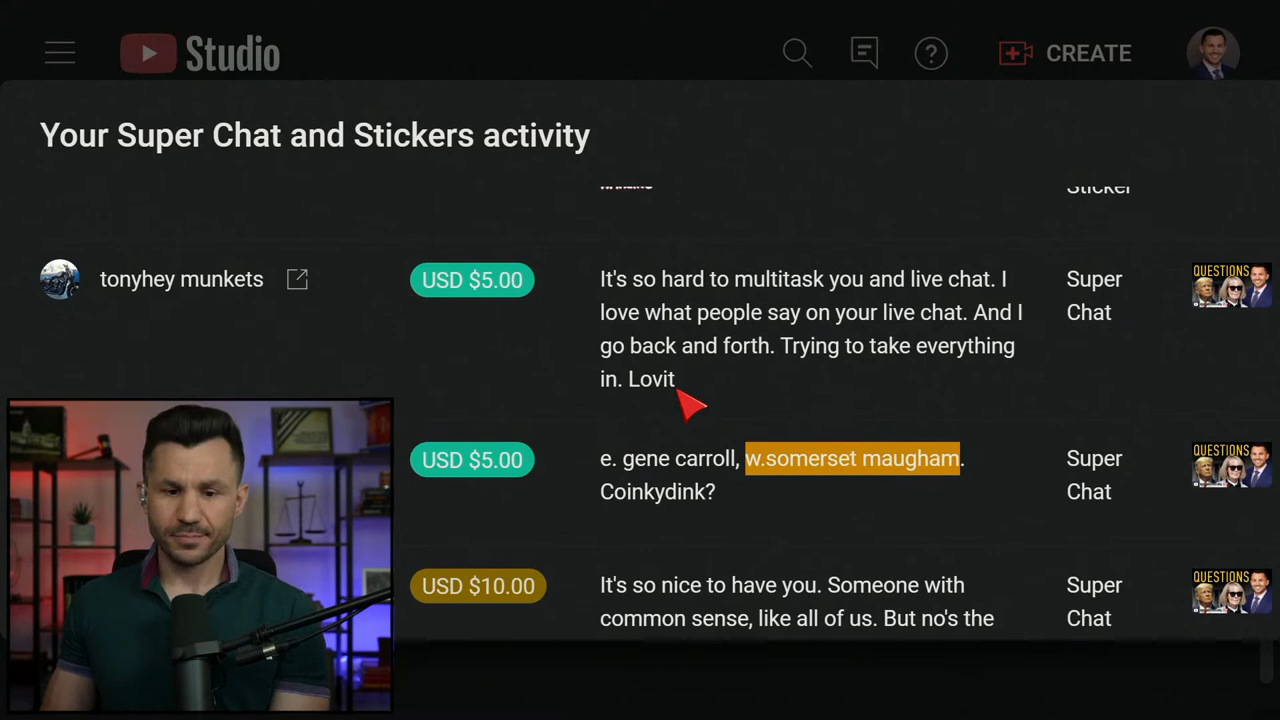 Studio
CREATE
Your Super Chat and Stickers activity
Sticker
tonyhey munkets
USD $5.00
It's so hard to multitask you and live chat. I
love what people say on your live chat. And I
go back and forth. Trying to take everything
in. Lovit
Super
Chat
QUESTIONS
USD $5.00
e. gene carroll, w.somerset maugham.
Coinkydink?
Super
Chat
QUESTIONS
USD $10.00
It's so nice to have you. Someone with
common sense, like all of us. But no's the
Super
Chat
QUESTIONS